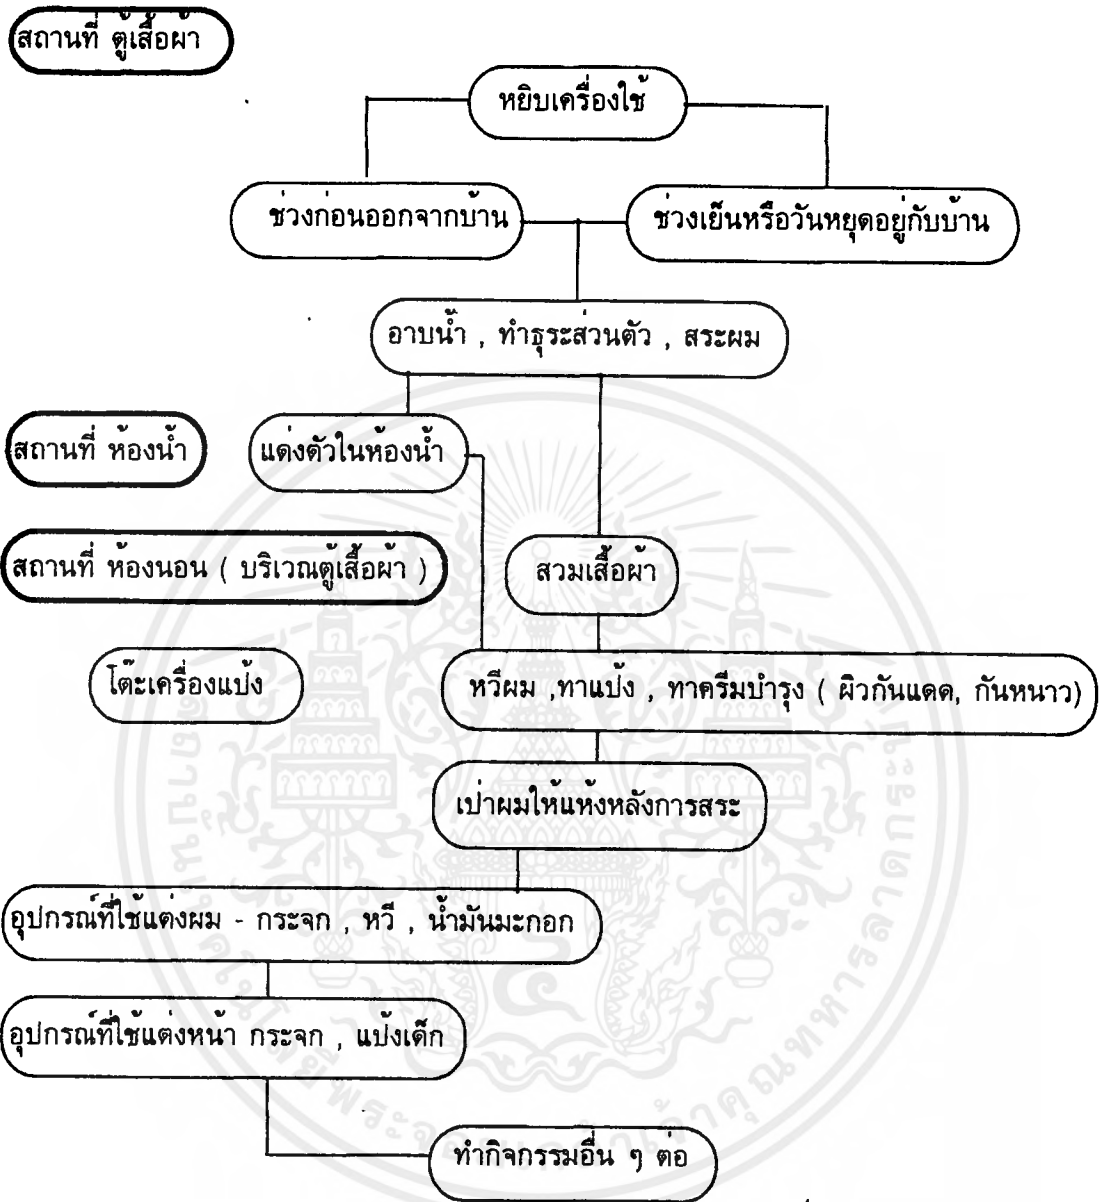 สถานที่ ตู้เสื้อผ้า
หยิบเครื่องใช้
ช่วงก่อนออกจากบ้าน
ช่วงเย็นหรือวันหยุดอยู่กับบ้าน
อาบน้ำ , ทำธุระส่วนตัว , สระผม
สถานที่ ห้องน้ำ
แต่งตัวในห้องน้ำ
สถานที่ ห้องนอน ( บริเวณตู้เสื้อผ้า )
สวมเสื้อผ้า
โต๊ะเครื่องแป้ง
หวีผม ,ทาแป้ง , ทาครีมบำรุง ( ผิวกันแดด, กันหนาว)
เป่าผมให้แห้งหลังการสระ
อุปกรณ์ที่ใช้แต่งผม - กระจก , หวี , น้ำมันมะกอก
อุปกรณ์ที่ใช้แต่งหน้า กระจก , แป้งเด็ก
ทำกิจกรรมอื่น ๆ ต่อ